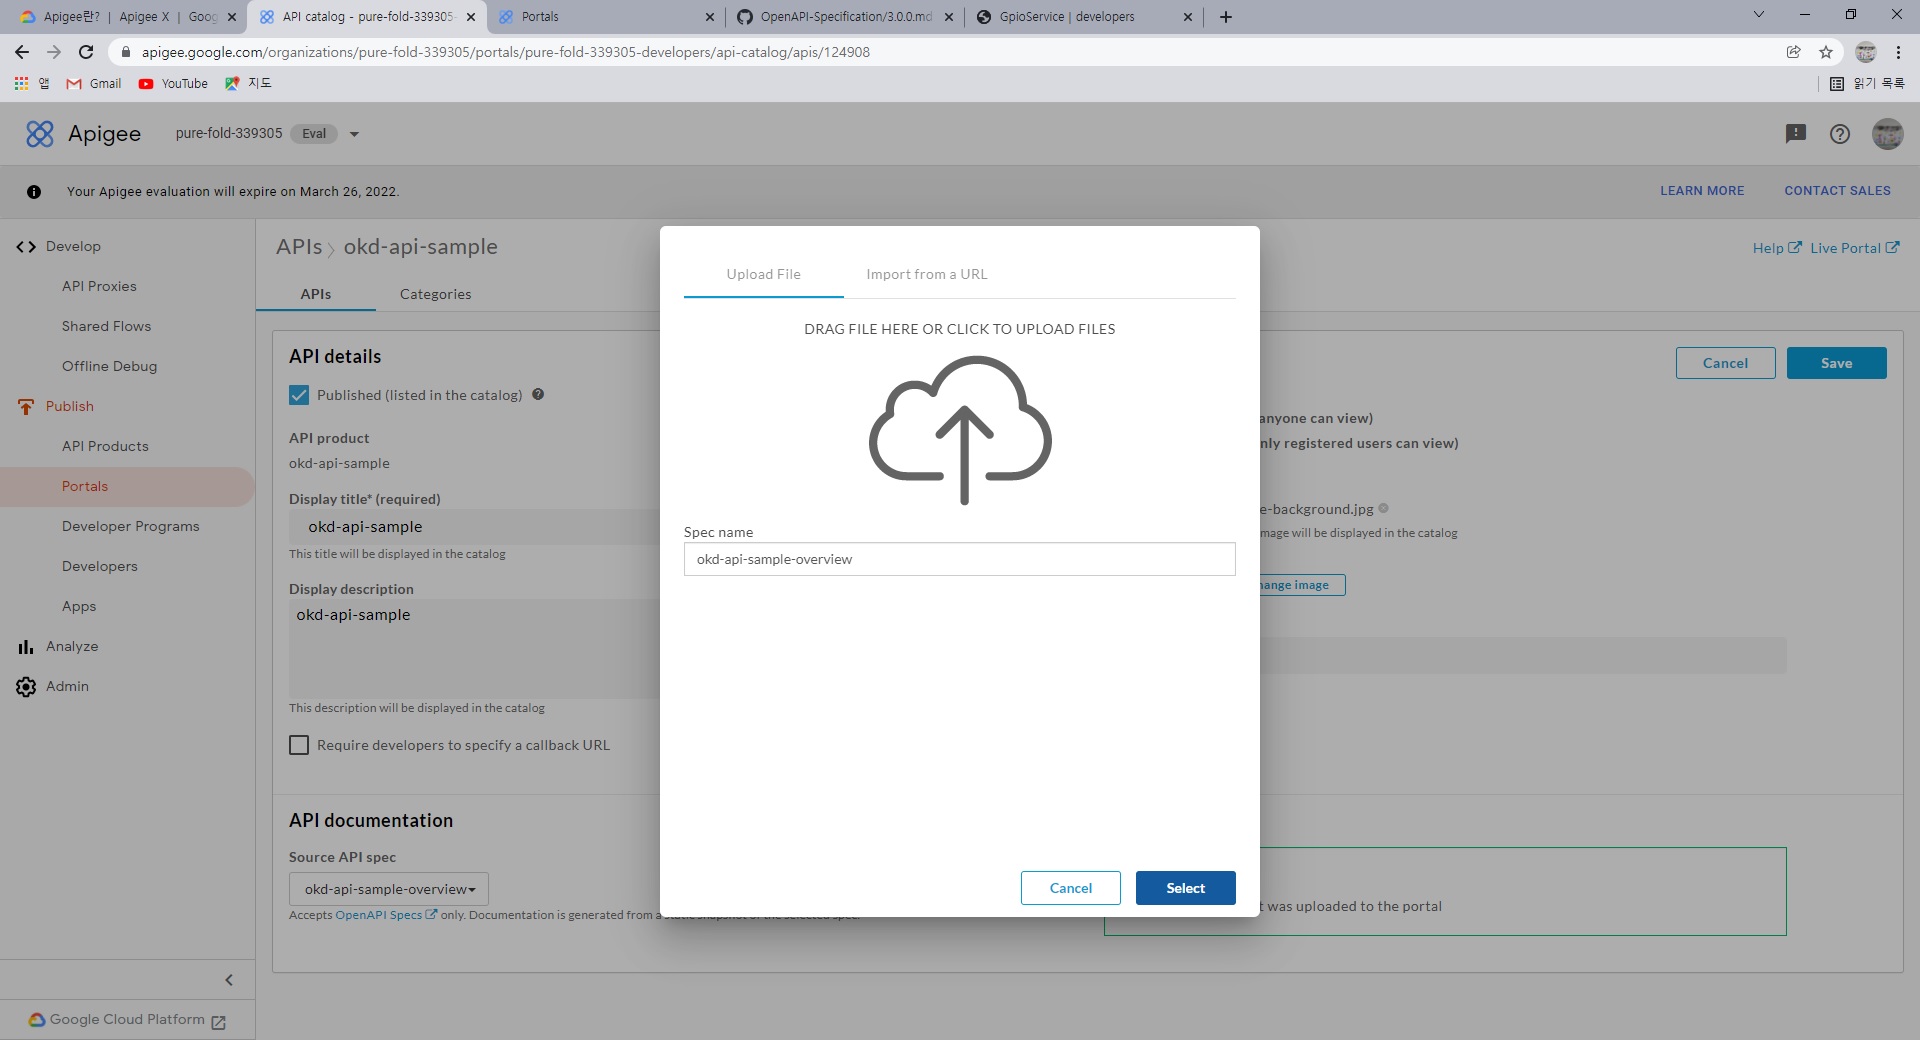 Apigee란? | Apigee X | Goog
API catalog - pure-fold-339305-
Portals
OpenAPI-Specification/3.0.0.md
GpioService | developers
apigee.google.com/organizations/pure-fold-339305/portals/pure-fold-339305-developers/api-catalog/apis/124908
앱
Gmail
YouTube
지도
읽기 목록
Apigee
pure-fold-339305
Eval
Your Apigee evaluation will expire on March 26, 2022.
LEARN MORE
CONTACT SALES
Develop
API Proxies
Shared Flows
Offline Debug
Publish
API Products
Portals
Developer Programs
Developers
Apps
Analyze
Admin
Google Cloud Platform
APIs
okd-api-sample
Help
Live Portal
APIs
Categories
API details
Cancel
Save
Published (listed in the catalog)
API product
okd-api-sample
Display title* (required)
okd-api-sample
This title will be displayed in the catalog
Display description
okd-api-sample
This description will be displayed in the catalog
Require developers to specify a callback URL
anyone can view)
nly registered users can view)
e-background.jpg
mage will be displayed in the catalog
hange image
API documentation
Source API spec
okd-api-sample-overview
Accepts OpenAPI Specs only. Documentation is generated from a static snapshot of the selected spec.
t was uploaded to the portal
Upload File
Import from a URL
DRAG FILE HERE OR CLICK TO UPLOAD FILES
Spec name
okd-api-sample-overview
Cancel
Select